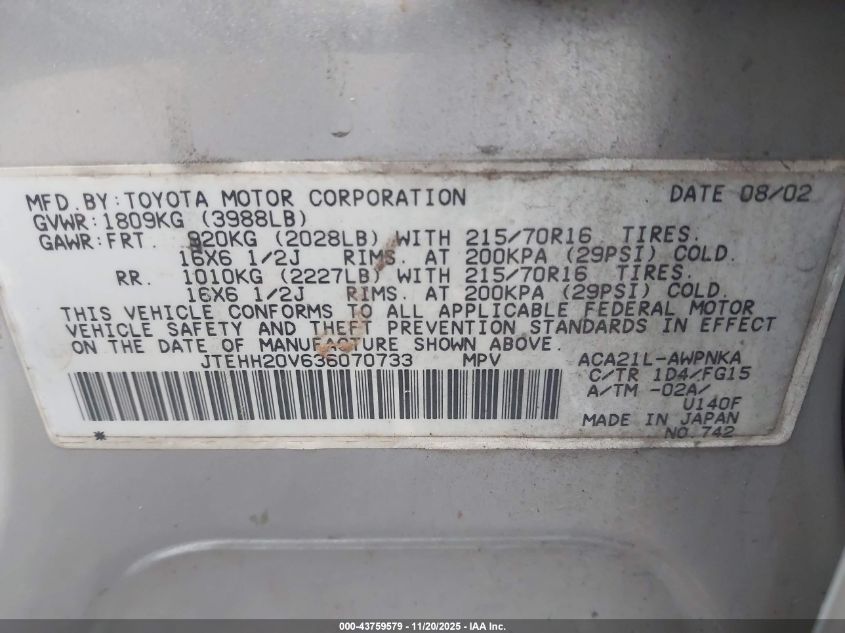 MFD.BY:TOYOTA MOTOR CORPORATION DATE 08/02
GVWR:1809KG (3988LB)
GAWR:FRT. 920KG (2028LB) WITH 215/70R16 TIRES.
16X6 1/2J RIMS. AT 200KPA (29PSI) COLD.
RR. 1010KG (2227LB) WITH 215/70R16 TIRES.
16X6 1/2J RIMS. AT 200KPA (29PSI) COLD.
THIS VEHICLE CONFORMS TO ALL APPLICABLE FEDERAL MOTOR
VEHICLE SAFETY AND THEFT PREVENTION STANDARDS IN EFFECT
ON THE DATE OF MANUFACTURE SHOWN ABOVE.
JTEHH20V636070733 MPV ACA21L-AWPNKA
C/TR 1D4/FG15
A/TM -02A/
U140F
MADE IN JAPAN
* NO.742
000-43759579 - 11/20/2025 - IAA Inc.